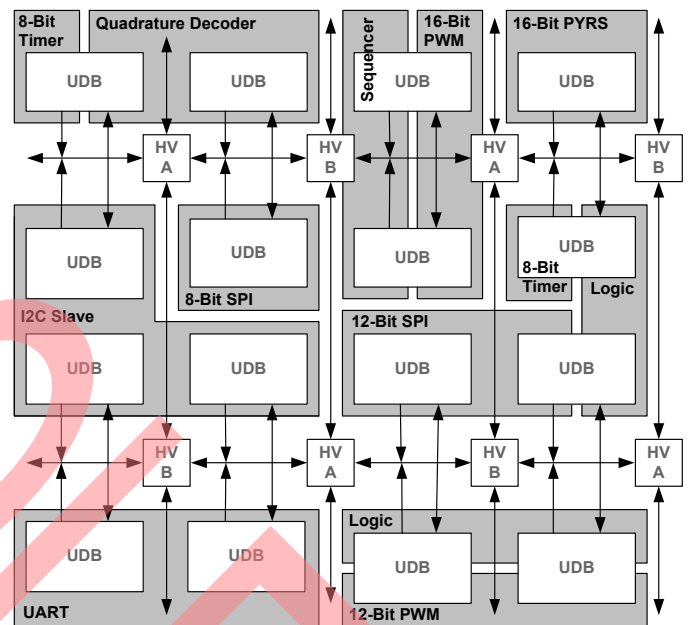 8-Bit
Timer
Quadrature Decoder
Sequencer
16-Bit
PWM
16-Bit PYRS
UDB
UDB
UDB
UDB
HV
A
HV
B
HV
A
HV
B
UDB
UDB
UDB
UDB
8-Bit SPI
8-Bit
Timer
Logic
I2C Slave
12-Bit SPI
UDB
UDB
UDB
UDB
HV
B
HV
A
HV
B
HV
A
Logic
UDB
UDB
UDB
UDB
UART
12-Bit PWM